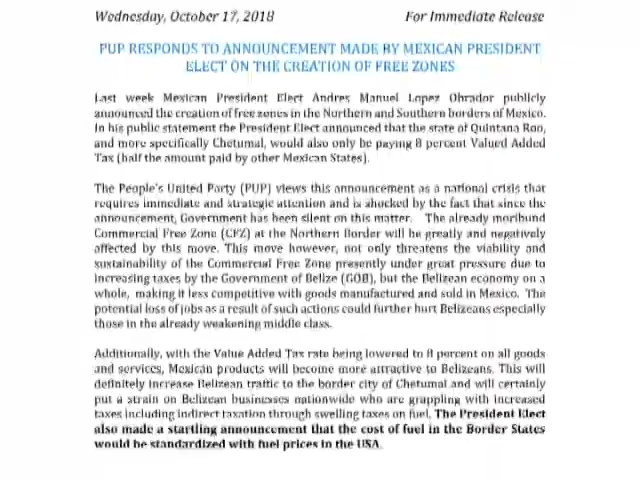 Wednesday, October 17, 2018 For Immediate Release
PUP RESPONDS TO ANNOUNCEMENT MADE BY MEXICAN PRESIDENT
ELECT ON THE CREATION OF FREE ZONES
Last week Mexican President Elect Andres Manuel Lopez Obrador publicly
announced the creation of free zones in the Northern and Southern borders of Mexico.
In his public statement the President Elect announced that the state of Quintana Roo,
and more specifically Chetumal, would also only be paying 8 percent Valued Added
Tax (half the amount paid by other Mexican States).
The People's United Party (PUP) views this announcement as a national crisis that
requires immediate and strategic attention and is shocked by the fact that since the
announcement, Government has been silent on this matter. The already moribund
Commercial Free Zone (CFZ) at the Northern Border will be greatly and negatively
affected by this move. This move however, not only threatens the viability and
sustainability of the Commercial Free Zone presently under great pressure due to
increasing taxes by the Government of Belize (GOB), but the Belizean economy on a
whole, making it less competitive with goods manufactured and sold in Mexico. The
potential loss of jobs as a result of such actions could further hurt Belizeans especially
those in the already weakening middle class.
Additionally, with the Value Added Tax rate being lowered to 8 percent on all goods
and services, Mexican products will become more attractive to Belizeans. This will
definitely increase Belizean traffic to the border city of Chetumal and will certainly
put a strain on Belizean businesses nationwide who are grappling with increased
taxes including indirect taxation through swelling taxes on fuel. The President Elect
also made a startling announcement that the cost of fuel in the Border States
would be standardized with fuel prices in the USA.